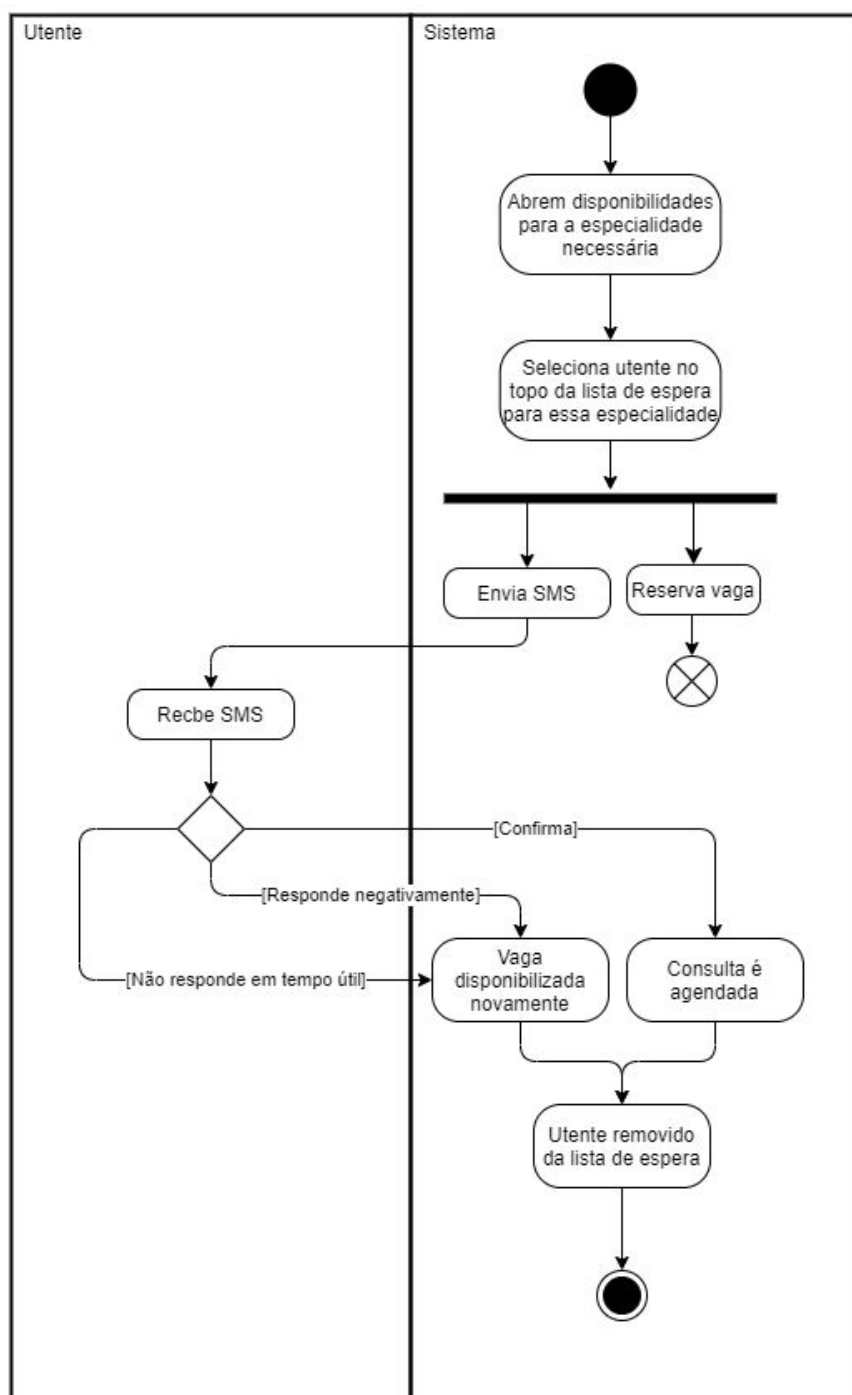 Utente
Sistema
Abrem disponibilidades
para a especialidade
necessária
Seleciona utente no
topo da lista de espera
para essa especialidade
Envia SMS
Reserva vaga
Recbe SMS
[Confirma]
[Responde negativamente]
[Não responde em tempo útil]
Vaga
disponibilizada
novamente
Consulta é
agendada
Utente removido
da lista de espera